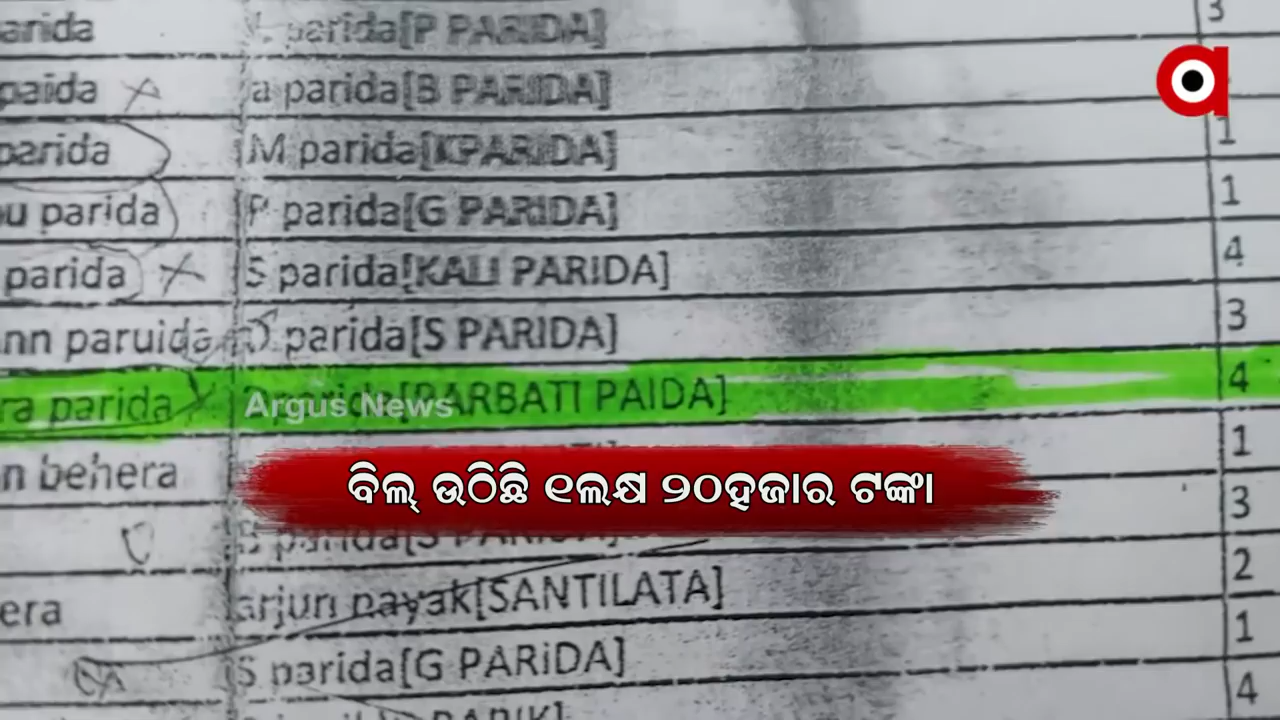 arida parida[P PARIDA] 3
paida a parida[B PARIDA]
parida M parida[KPARIDA] 1
u parida P parida[G PARIDA] 1
parida S parida[KALI PARIDA] 4
nn paruida J parida[S PARIDA] 3
ra parida [PARBATI PAIDA] 4
Argus News
n behera 1
ବିଲ୍ ଉଠିଛି ୧ଲକ୍ଷ ୨୦ହଜାର ଟଙ୍କା
S parida[S PARIDA] 3
arjun nayak[SANTILATA] 2
era S parida[G PARiDA] 1
4